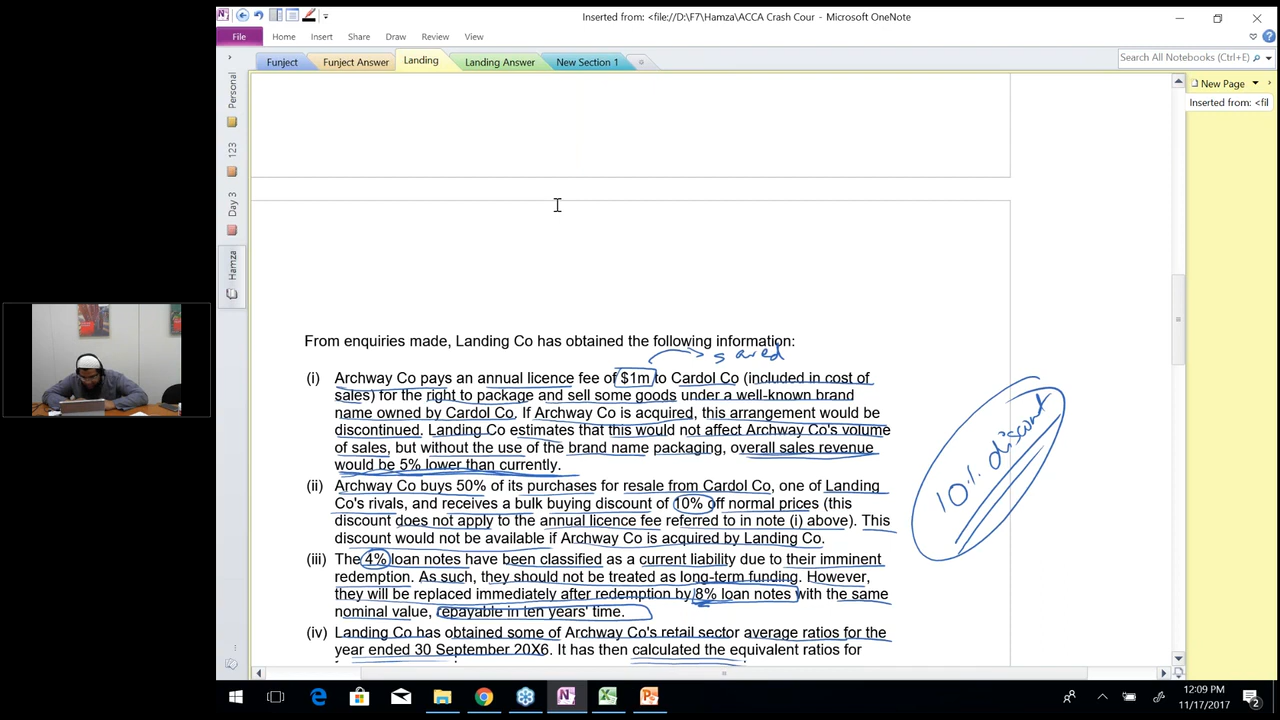 Inserted from: <file://D:\F7\Hamza\ACCA Crash Cour - Microsoft OneNote
File Home Insert Share Draw Review View
Funject Funject Answer Landing Landing Answer New Section 1
Search All Notebooks (Ctrl+E)
New Page
Inserted from: <fil
Personal
123
Day 3
Hamza
From enquiries made, Landing Co has obtained the following information:
saved
(i) Archway Co pays an annual licence fee of $1m to Cardol Co (included in cost of
sales) for the right to package and sell some goods under a well-known brand
name owned by Cardol Co. If Archway Co is acquired, this arrangement would be
discontinued. Landing Co estimates that this would not affect Archway Co's volume
of sales, but without the use of the brand name packaging, overall sales revenue
would be 5% lower than currently.
(ii) Archway Co buys 50% of its purchases for resale from Cardol Co, one of Landing
Co's rivals, and receives a bulk buying discount of 10% off normal prices (this
discount does not apply to the annual licence fee referred to in note (i) above). This
discount would not be available if Archway Co is acquired by Landing Co.
10% discount
(iii) The 4% loan notes have been classified as a current liability due to their imminent
redemption. As such, they should not be treated as long-term funding. However,
they will be replaced immediately after redemption by 8% loan notes with the same
nominal value, repayable in ten years' time.
(iv) Landing Co has obtained some of Archway Co's retail sector average ratios for the
year ended 30 September 20X6. It has then calculated the equivalent ratios for
12:09 PM
11/17/2017
2